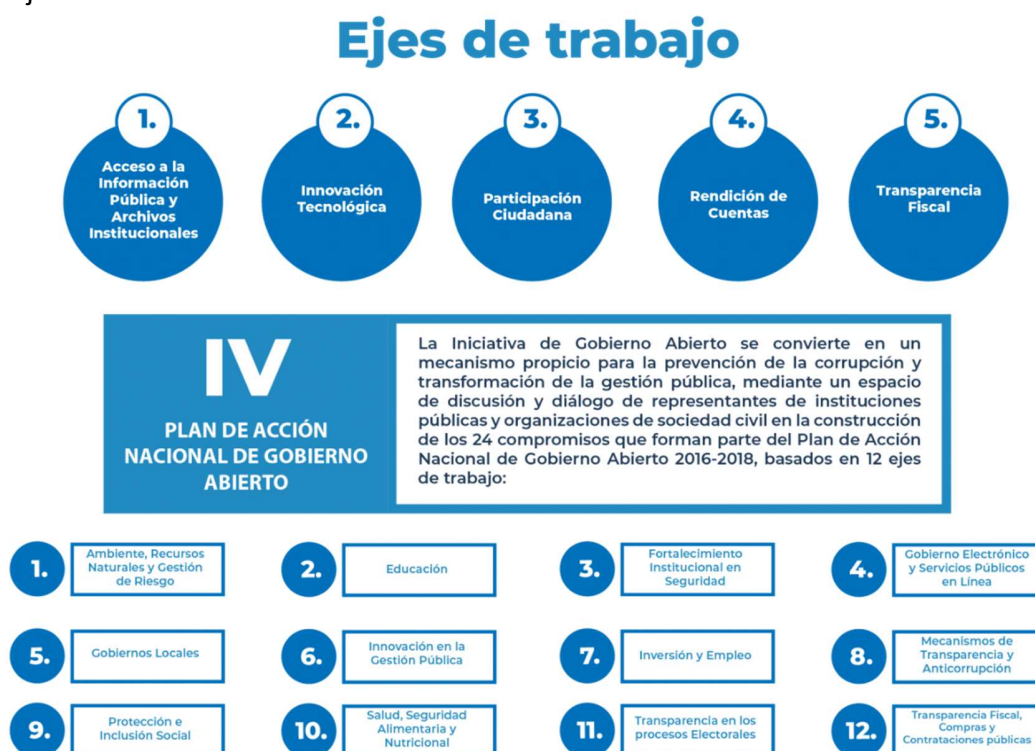 Ejes de trabajo
1.
Acceso a la
Información
Pública y
Archivos
Institucionales
2.
Innovación
Tecnológica
3.
Participación
Ciudadana
4.
Rendición de
Cuentas
5.
Transparencia
Fiscal
IV
PLAN DE ACCIÓN
NACIONAL DE GOBIERNO
ABIERTO
La Iniciativa de Gobierno Abierto se convierte en un
mecanismo propicio para la prevención de la corrupción y
transformación de la gestión pública, mediante un espacio
de discusión y diálogo de representantes de instituciones
públicas y organizaciones de sociedad civil en la construcción
de los 24 compromisos que forman parte del Plan de Acción
Nacional de Gobierno Abierto 2016-2018, basados en 12 ejes
de trabajo:
1.
Ambiente, Recursos
Naturales y Gestión
de Riesgo
2.
Educación
3.
Fortalecimiento
Institucional en
Seguridad
4.
Gobierno Electrónico
y Servicios Públicos
en Línea
5.
Gobiernos Locales
6.
Innovación en la
Gestión Pública
7.
Inversión y Empleo
8.
Mecanismos de
Transparencia y
Anticorrupción
9.
Protección e
Inclusión Social
10.
Salud, Seguridad
Alimentaria y
Nutricional
11.
Transparencia en los
procesos Electorales
12.
Transparencia Fiscal,
Compras y
Contrataciones públicas